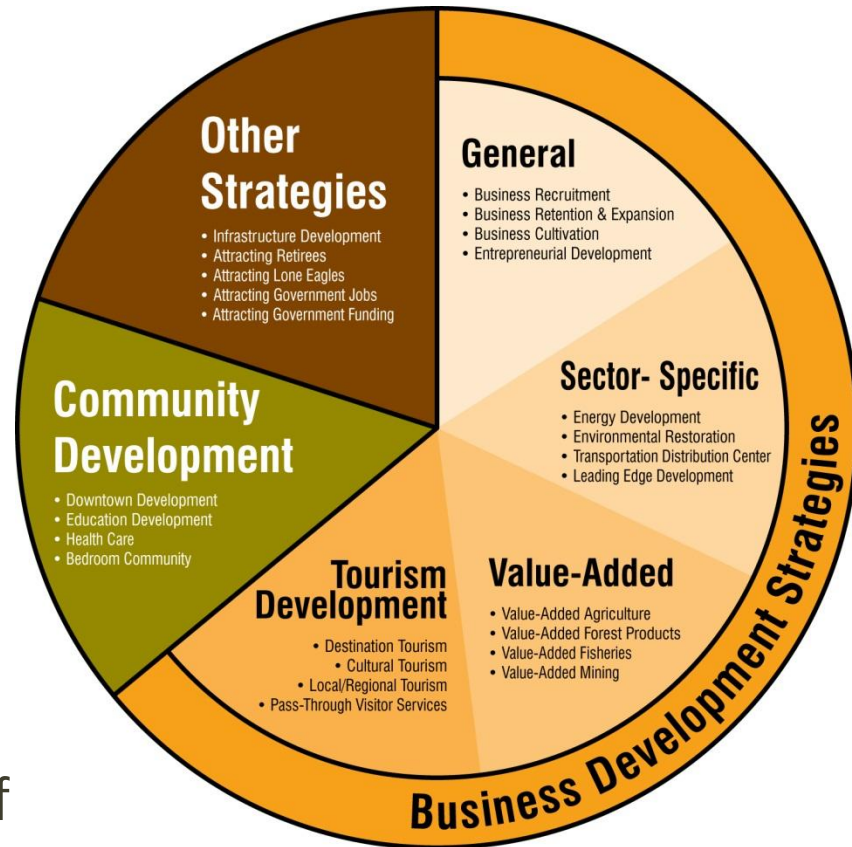 Other
Strategies
• Infrastructure Development
• Attracting Retirees
• Attracting Lone Eagles
• Attracting Government Jobs
• Attracting Government Funding
General
• Business Recruitment
• Business Retention & Expansion
• Business Cultivation
• Entrepreneurial Development
Sector- Specific
• Energy Development
• Environmental Restoration
• Transportation Distribution Center
• Leading Edge Development
Community
Development
• Downtown Development
• Education Development
• Health Care
• Bedroom Community
Tourism
Development
• Destination Tourism
• Cultural Tourism
• Local/Regional Tourism
• Pass-Through Visitor Services
Value-Added
• Value-Added Agriculture
• Value-Added Forest Products
• Value-Added Fisheries
• Value-Added Mining
Business Development Strategies
f